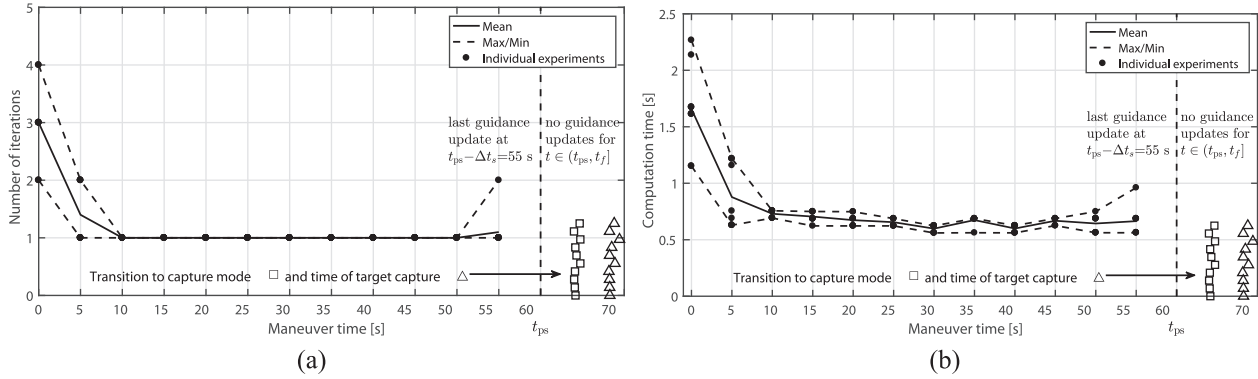 5
4
3
2
1
0
Number of iterations
Mean
Max/Min
Individual experiments
last guidance
update at
t_ps−Δt_s=55 s
no guidance
updates for
t ∈ (t_ps, t_f]
Transition to capture mode □ and time of target capture △
0 5 10 15 20 25 30 35 40 45 50 55 60 t_ps 70
Maneuver time [s]
(a)
2.5
2
1.5
1
0.5
0
Computation time [s]
Mean
Max/Min
Individual experiments
last guidance
update at
t_ps−Δt_s=55 s
no guidance
updates for
t ∈ (t_ps, t_f]
Transition to capture mode □ and time of target capture △
0 5 10 15 20 25 30 35 40 45 50 55 60 t_ps 70
Maneuver time [s]
(b)